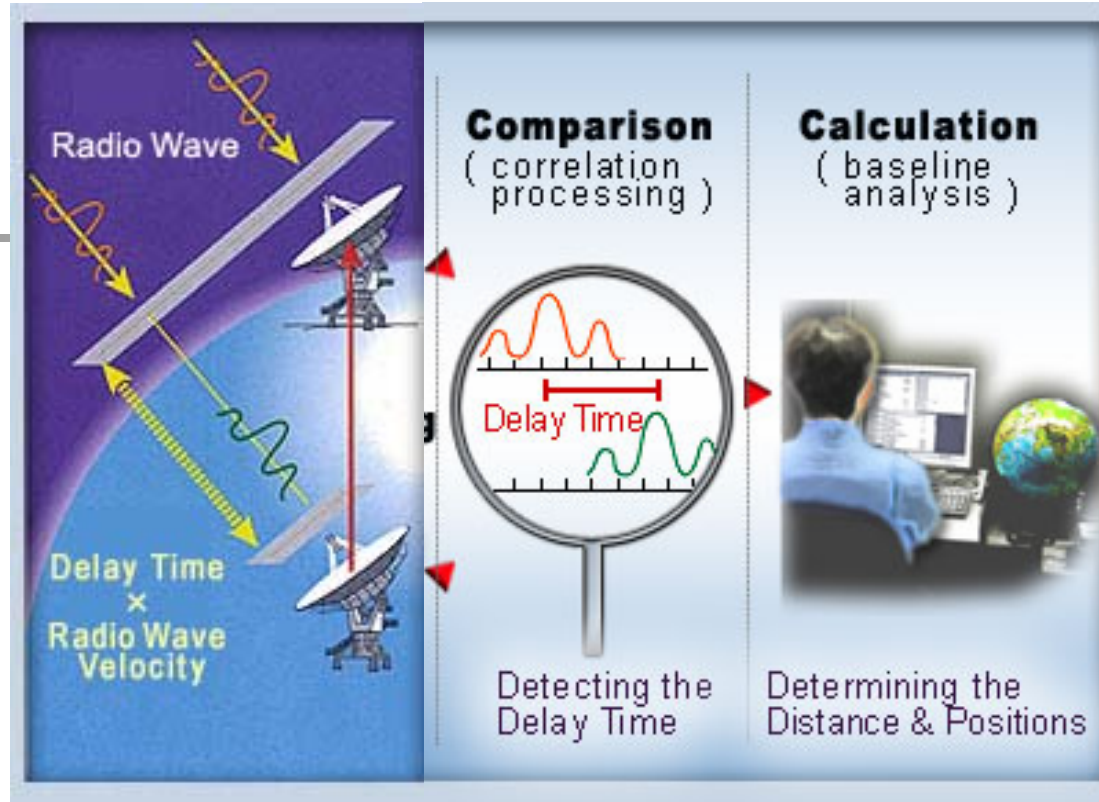 Radio Wave
Delay Time
×
Radio Wave
Velocity
Comparison
( correlation
processing )
Delay Time
Detecting the
Delay Time
Calculation
( baseline
analysis )
Determining the
Distance & Positions